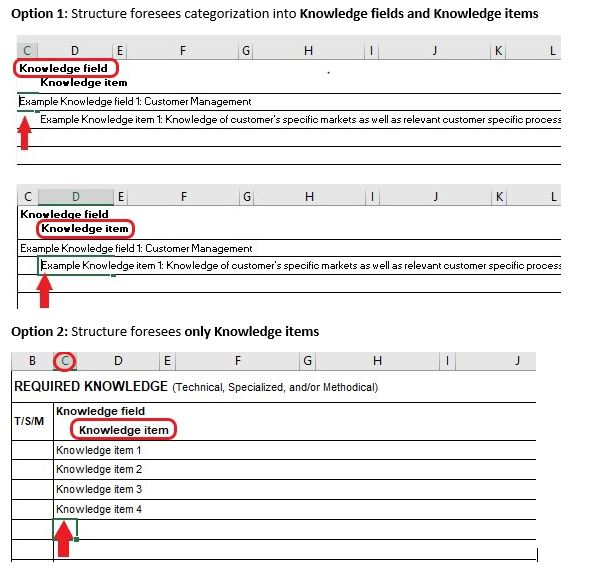 Option 1: Structure foresees categorization into Knowledge fields and Knowledge items
C D E F G H I J K L
Knowledge field
Knowledge item
Example Knowledge field 1: Customer Management
Example Knowledge item 1: Knowledge of customer's specific markets as well as relevant customer specific process
C D E F G H I J K L
Knowledge field
Knowledge item
Example Knowledge field 1: Customer Management
Example Knowledge item 1: Knowledge of customer's specific markets as well as relevant customer specific process
Option 2: Structure foresees only Knowledge items
B C D E F G H I J
REQUIRED KNOWLEDGE (Technical, Specialized, and/or Methodical)
T/S/M
Knowledge field
Knowledge item
Knowledge item 1
Knowledge item 2
Knowledge item 3
Knowledge item 4